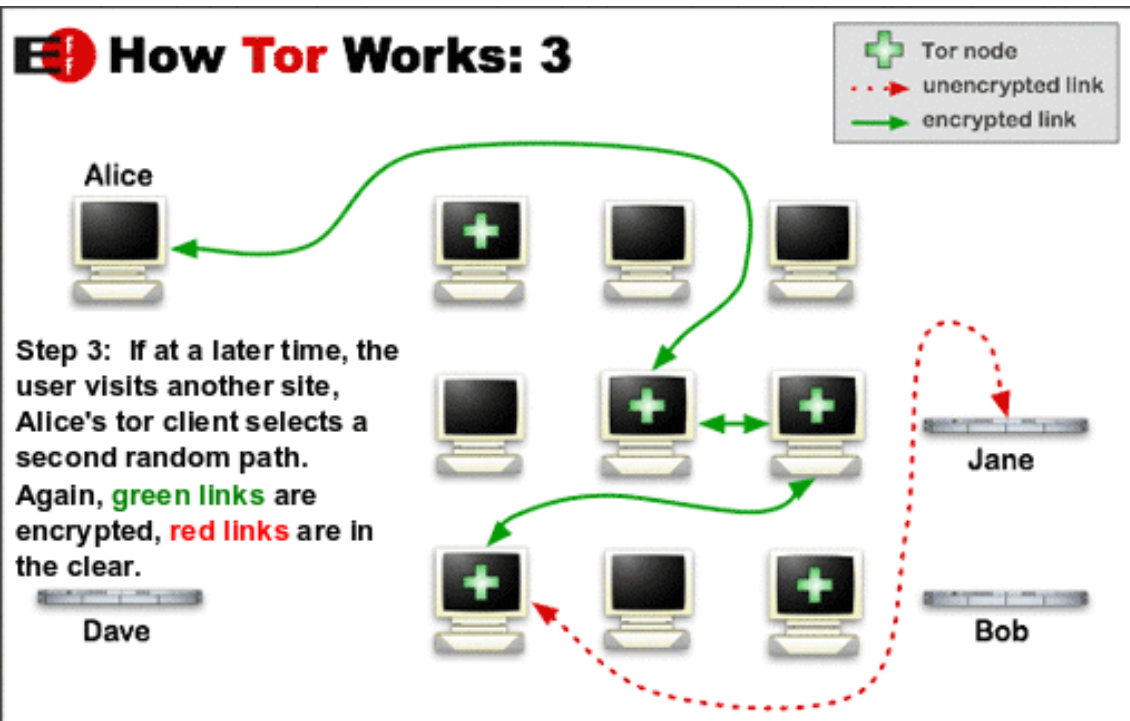 EFF How Tor Works: 3
Tor node
unencrypted link
encrypted link
Alice
Step 3: If at a later time, the
user visits another site,
Alice's tor client selects a
second random path.
Again, green links are
encrypted, red links are in
the clear.
Jane
Dave
Bob